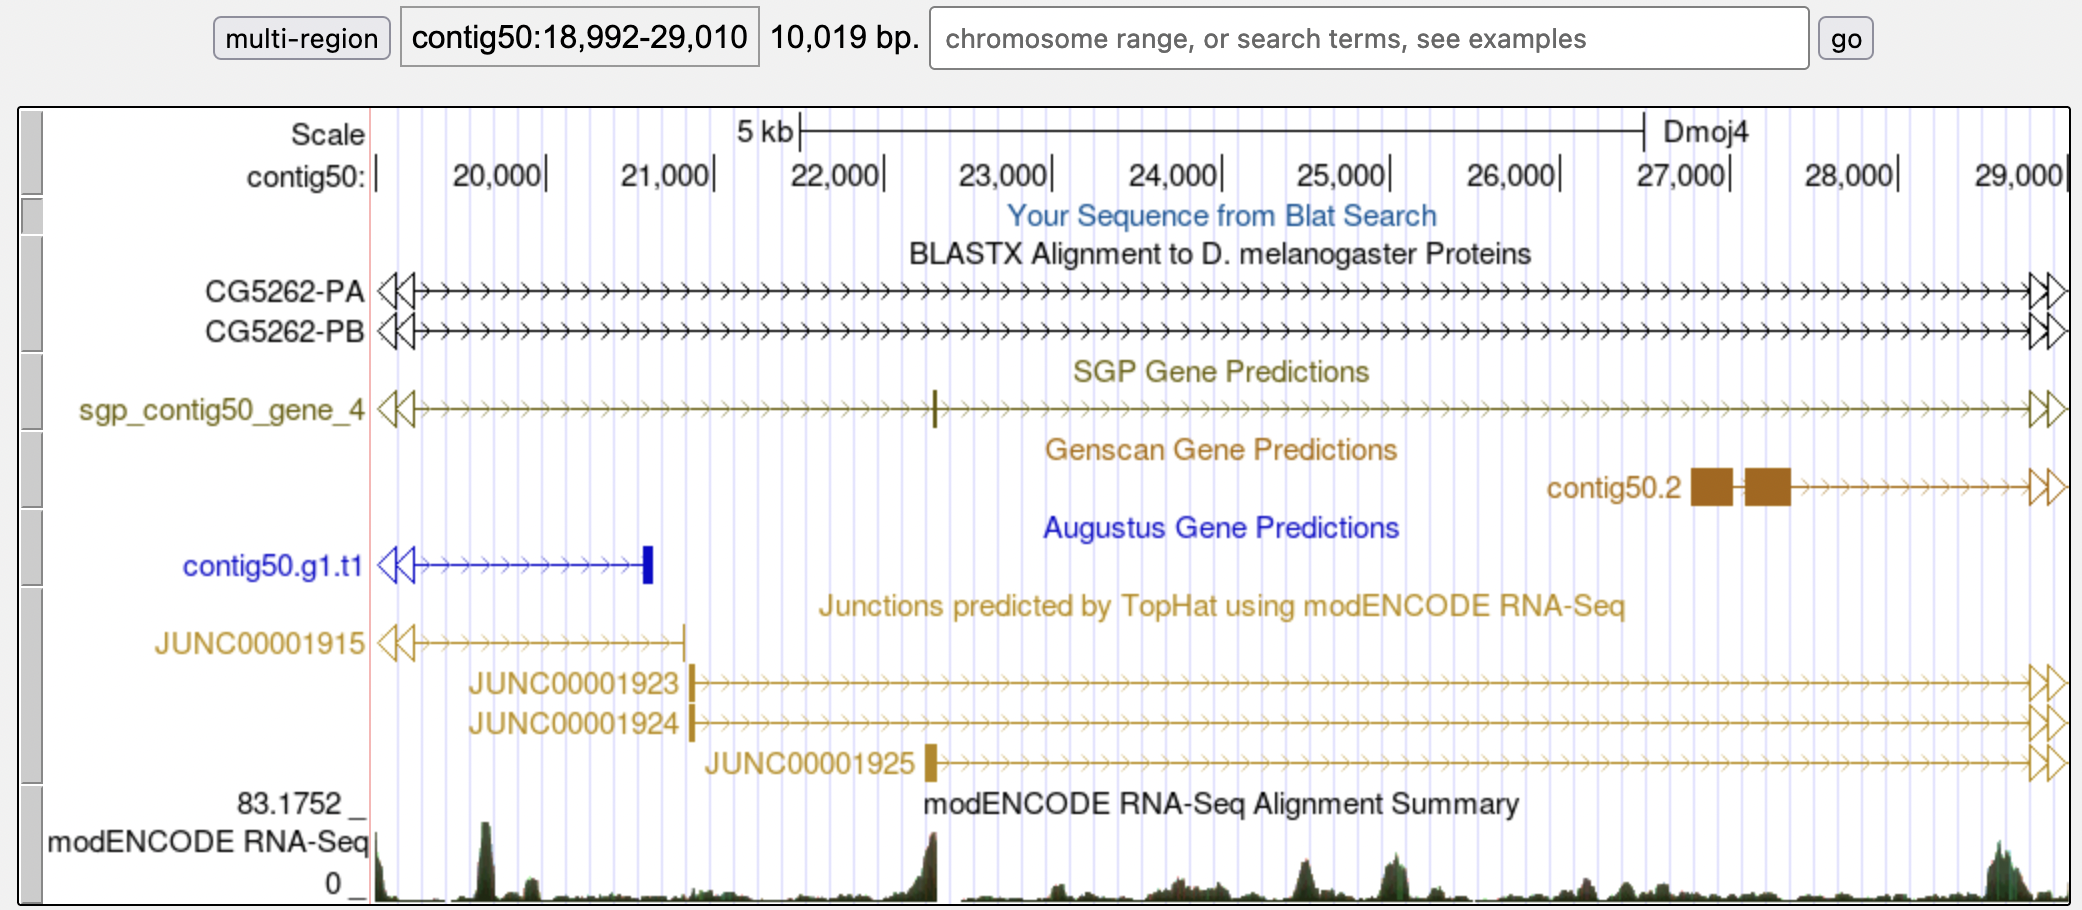 multi-region contig50:18,992-29,010 10,019 bp. chromosome range, or search terms, see examples go
Scale 5 kb Dmoj4
contig50: 20,000 21,000 22,000 23,000 24,000 25,000 26,000 27,000 28,000 29,000
Your Sequence from Blat Search
BLASTX Alignment to D. melanogaster Proteins
CG5262-PA
CG5262-PB
SGP Gene Predictions
sgp_contig50_gene_4
Genscan Gene Predictions
contig50.2
Augustus Gene Predictions
contig50.g1.t1
Junctions predicted by TopHat using modENCODE RNA-Seq
JUNC00001915
JUNC00001923
JUNC00001924
JUNC00001925
83.1752 _ modENCODE RNA-Seq Alignment Summary
modENCODE RNA-Seq
0 _